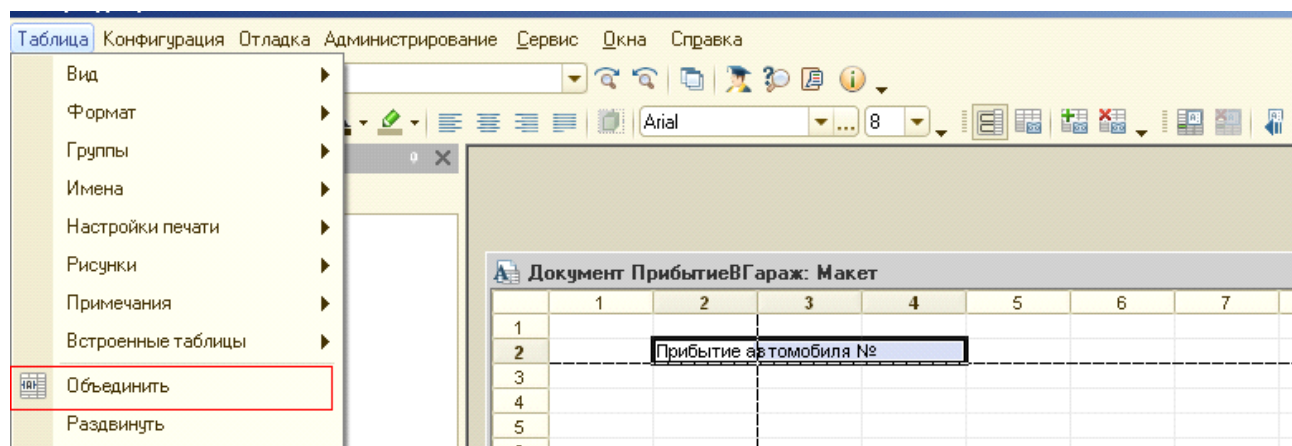 Таблица Конфигурация Отладка Администрирование Сервис Окна Справка
Вид
Формат
Группы
Имена
Настройки печати
Рисунки
Примечания
Встроенные таблицы
Объединить
Раздвинуть
Arial 8
Документ ПрибытиеВГараж: Макет
1 2 3 4 5 6 7
1
2 Прибытие автомобиля №
3
4
5